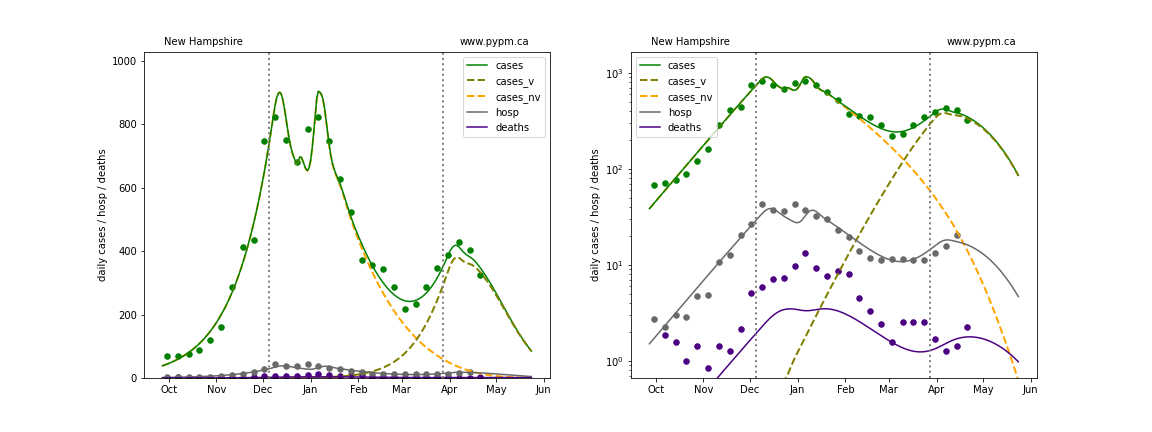 New Hampshire
www.pypm.ca
1000
800
600
400
200
0
daily cases / hosp / deaths
cases
cases_v
cases_nv
hosp
deaths
Oct Nov Dec Jan Feb Mar Apr May Jun
New Hampshire
www.pypm.ca
10³
10²
10¹
10⁰
daily cases / hosp / deaths
cases
cases_v
cases_nv
hosp
deaths
Oct Nov Dec Jan Feb Mar Apr May Jun